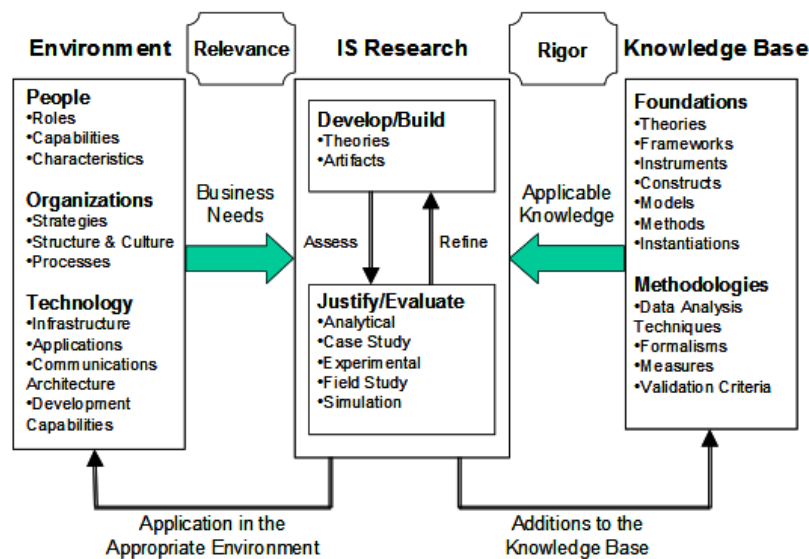 Environment
Relevance
IS Research
Rigor
Knowledge Base
People
•Roles
•Capabilities
•Characteristics
Organizations
•Strategies
•Structure & Culture
•Processes
Technology
•Infrastructure
•Applications
•Communications
Architecture
•Development
Capabilities
Business
Needs
Develop/Build
•Theories
•Artifacts
Assess
Refine
Justify/Evaluate
•Analytical
•Case Study
•Experimental
•Field Study
•Simulation
Applicable
Knowledge
Foundations
•Theories
•Frameworks
•Instruments
•Constructs
•Models
•Methods
•Instantiations
Methodologies
•Data Analysis
Techniques
•Formalisms
•Measures
•Validation Criteria
Application in the
Appropriate Environment
Additions to the
Knowledge Base